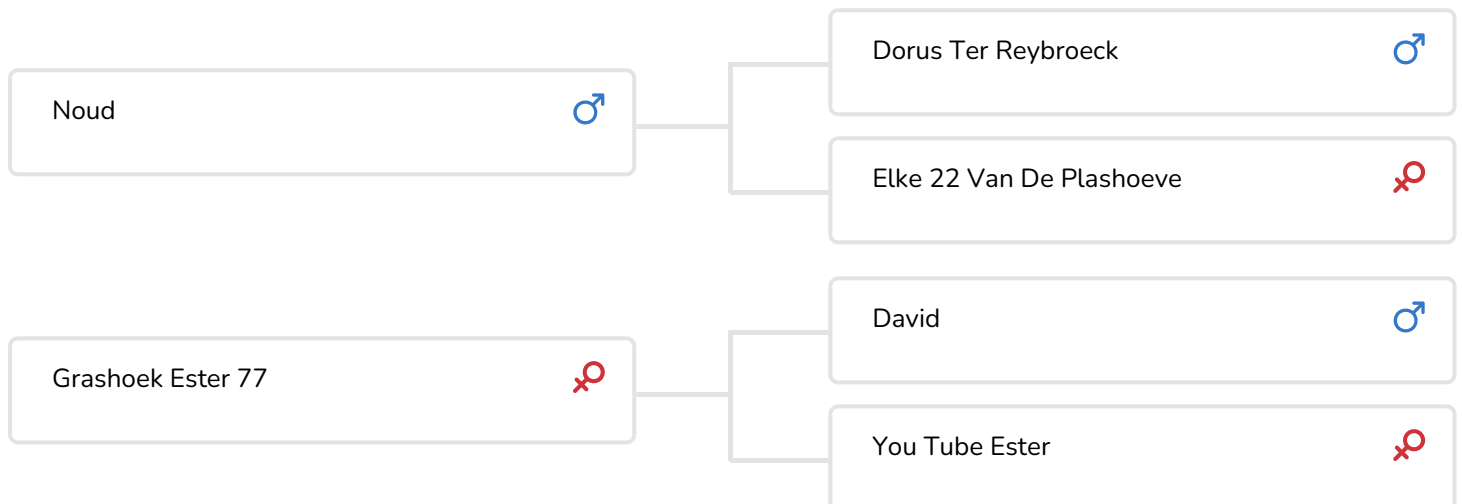 Dorus Ter Reybroeck
Noud
Elke 22 Van De Plashoeve
David
Grashoek Ester 77
You Tube Ester